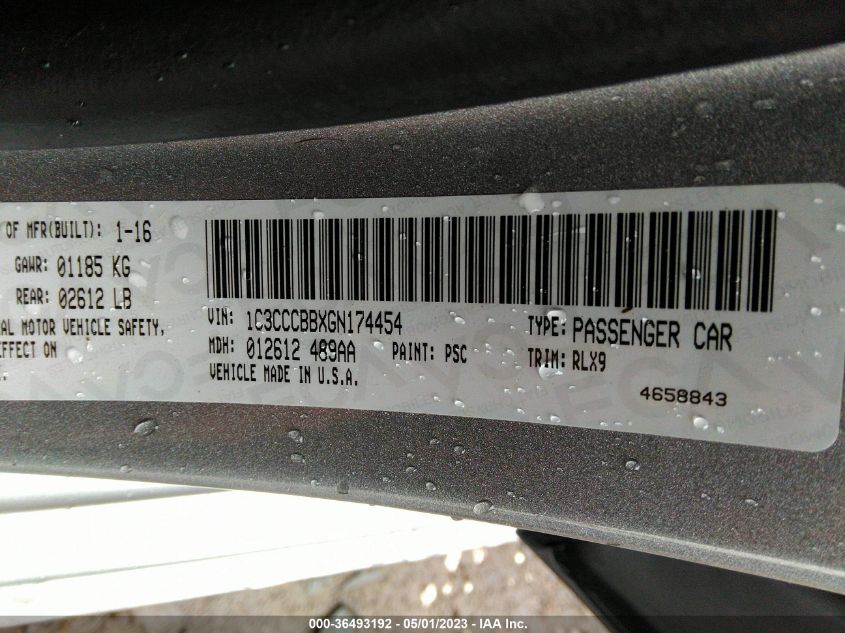 OF MFR(BUILT): 1-16
GAWR: 01185 KG
REAR: 02612 LB
AL MOTOR VEHICLE SAFETY,
EFFECT ON
VIN: 1C3CCCBBXGN174454
TYPE: PASSENGER CAR
MDH: 012612 489AA
PAINT: PSC
TRIM: RLX9
VEHICLE MADE IN U.S.A.
4658843
000-36493192 - 05/01/2023 - IAA Inc.